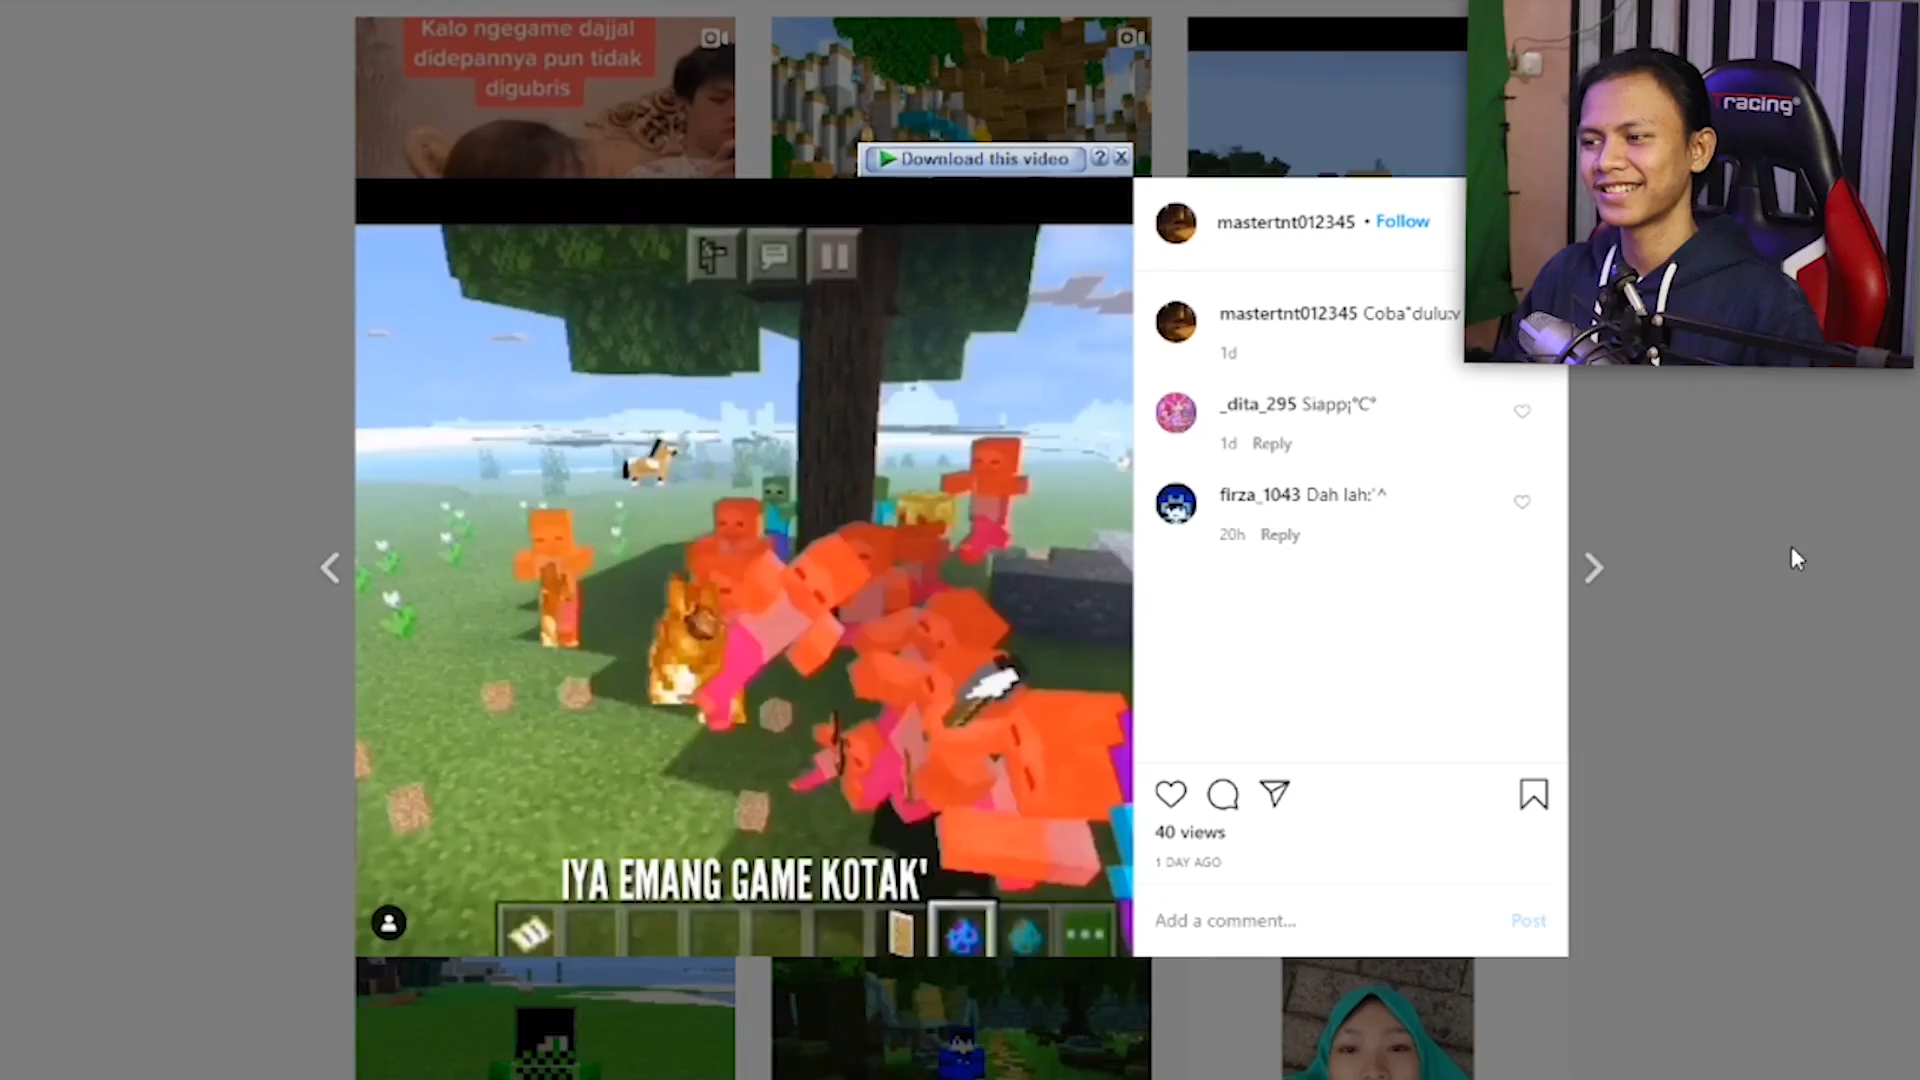 Kalo ngegame dajjal
didepannya pun tidak
digubris
Download this video
?
X
racing
mastertnt012345 • Follow
mastertnt012345 Coba"dulu:v
1d
_dita_295 Siapp¡°C°
1d Reply
firza_1043 Dah lah:'^
20h Reply
IYA EMANG GAME KOTAK"
40 views
1 DAY AGO
Add a comment... Post